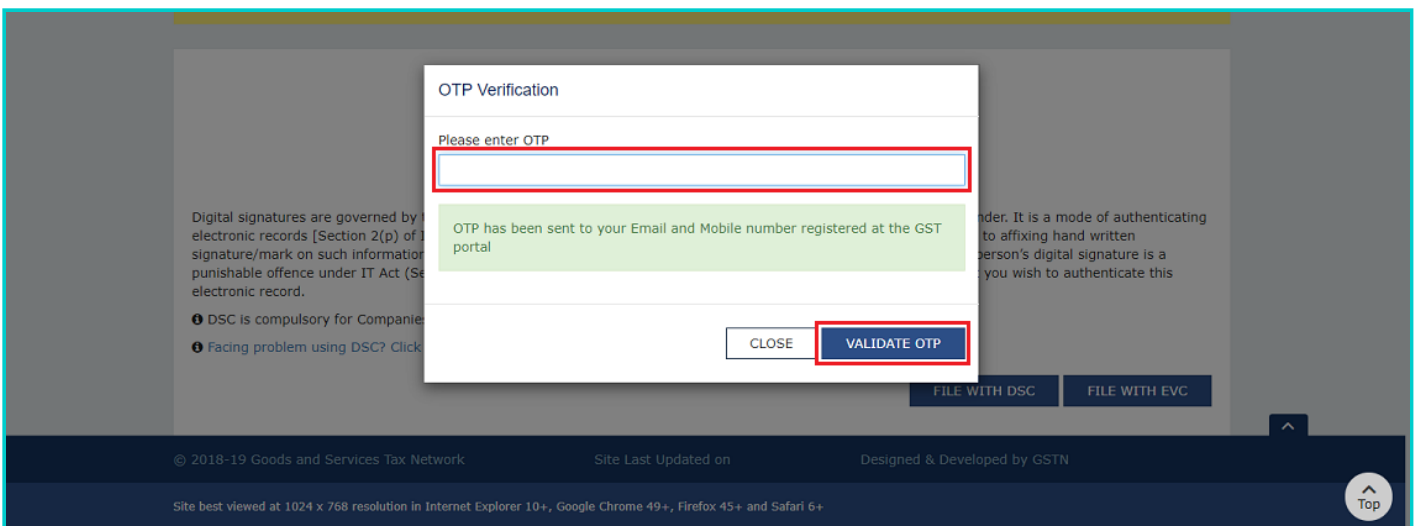 OTP Verification
Please enter OTP
OTP has been sent to your Email and Mobile number registered at the GST
portal
CLOSE
VALIDATE OTP
Digital signatures are governed by
nder. It is a mode of authenticating
electronic records [Section 2(p) of
to affixing hand written
signature/mark on such information
person's digital signature is a
punishable offence under IT Act
you wish to authenticate this
electronic record.
DSC is compulsory for Companie
Facing problem using DSC? Click
FILE WITH DSC
FILE WITH EVC
© 2018-19 Goods and Services Tax Network
Site Last Updated on
Designed & Developed by GSTN
Site best viewed at 1024 x 768 resolution in Internet Explorer 10+, Google Chrome 49+, Firefox 45+ and Safari 6+
Top